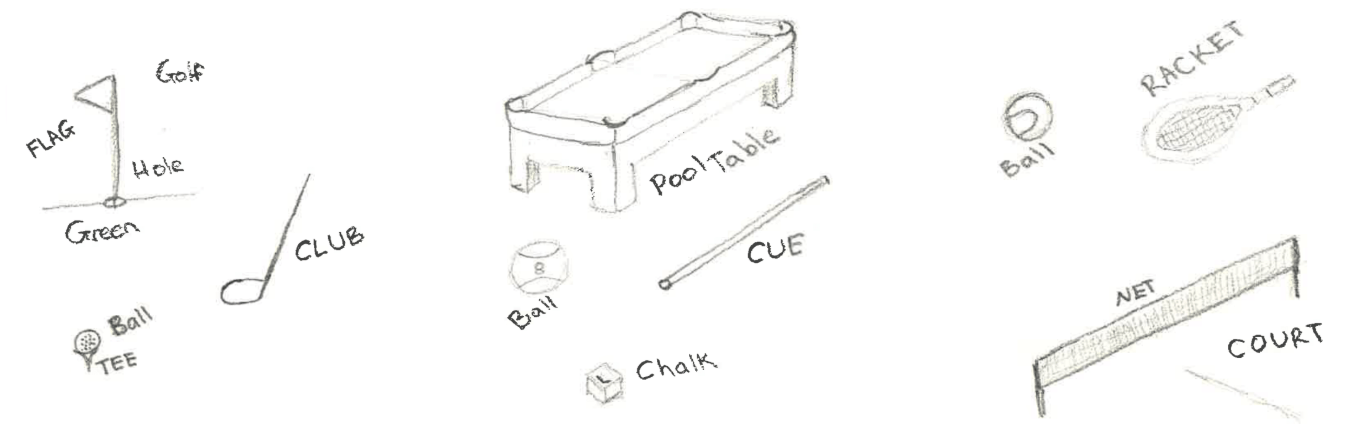 Golf
FLAG
Hole
Green
CLUB
Ball
TEE
Pool Table
8
Ball
CUE
Chalk
Ball
RACKET
NET
COURT